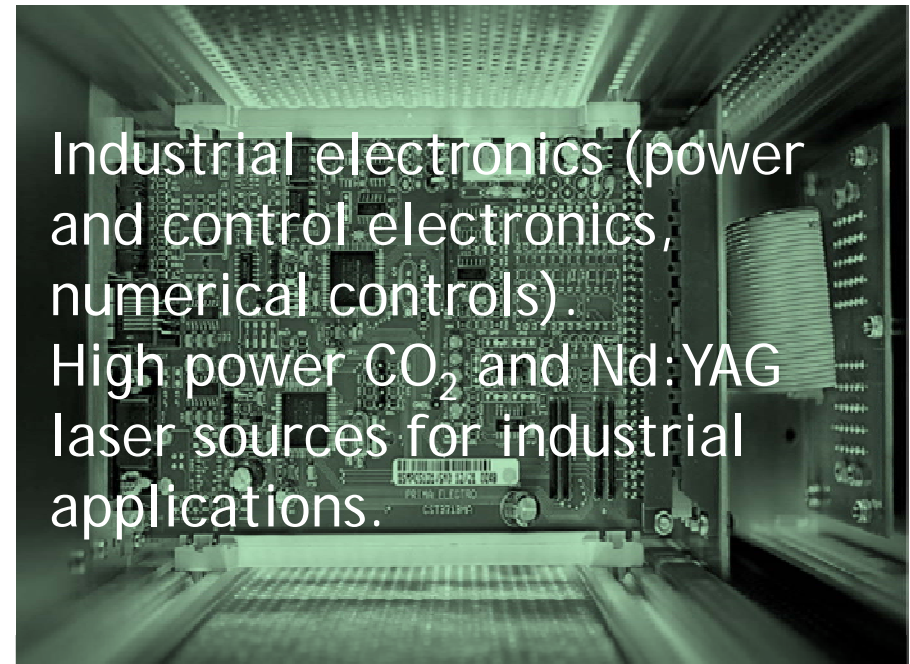 Industrial electronics (power
and control electronics,
numerical controls).
High power CO₂ and Nd:YAG
laser sources for industrial
applications.
PRIMA ELECTRO